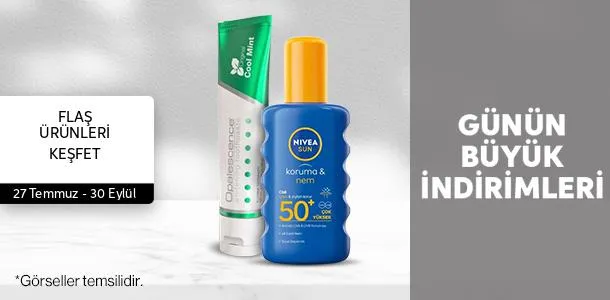 FLAŞ
ÜRÜNLERİ
KEŞFET
27 Temmuz - 30 Eylül
*Görseller temsilidir.
Opalescence
Original
Cool Mint
NIVEA
SUN
koruma &
nem
50+
ÇOK
YÜKSEK
GÜNÜN
BÜYÜK
İNDİRİMLERİ